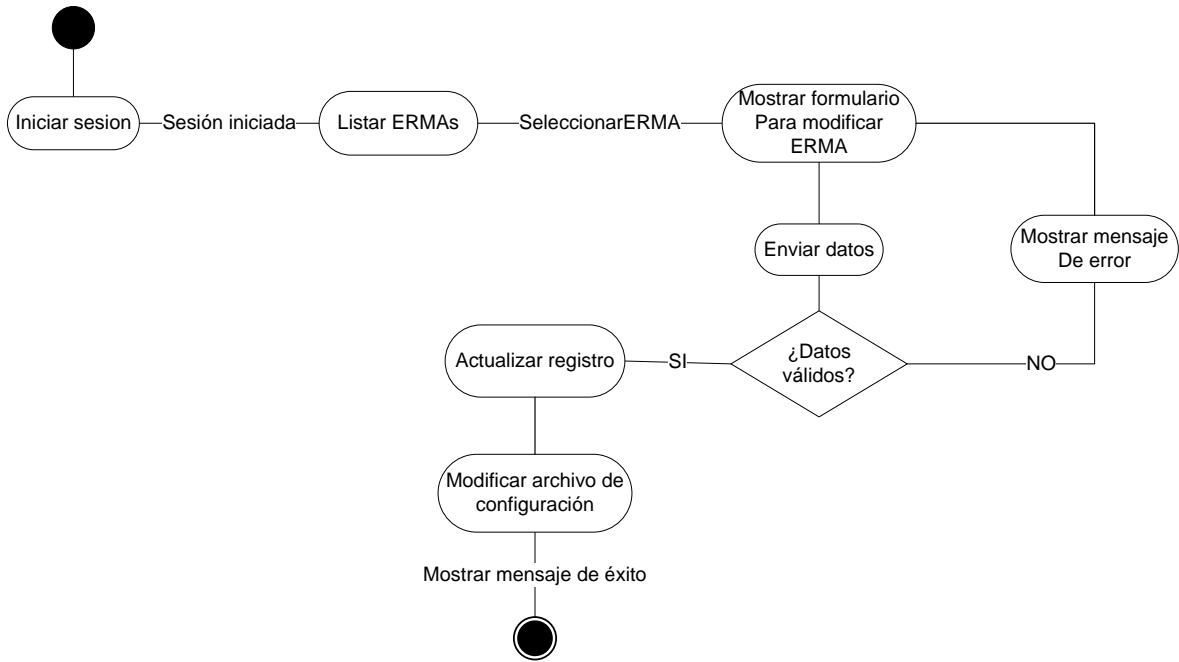 Iniciar sesion
Sesión iniciada
Listar ERMAs
SeleccionarERMA
Mostrar formulario
Para modificar
ERMA
Enviar datos
Mostrar mensaje
De error
¿Datos
válidos?
SI
NO
Actualizar registro
Modificar archivo de
configuración
Mostrar mensaje de éxito